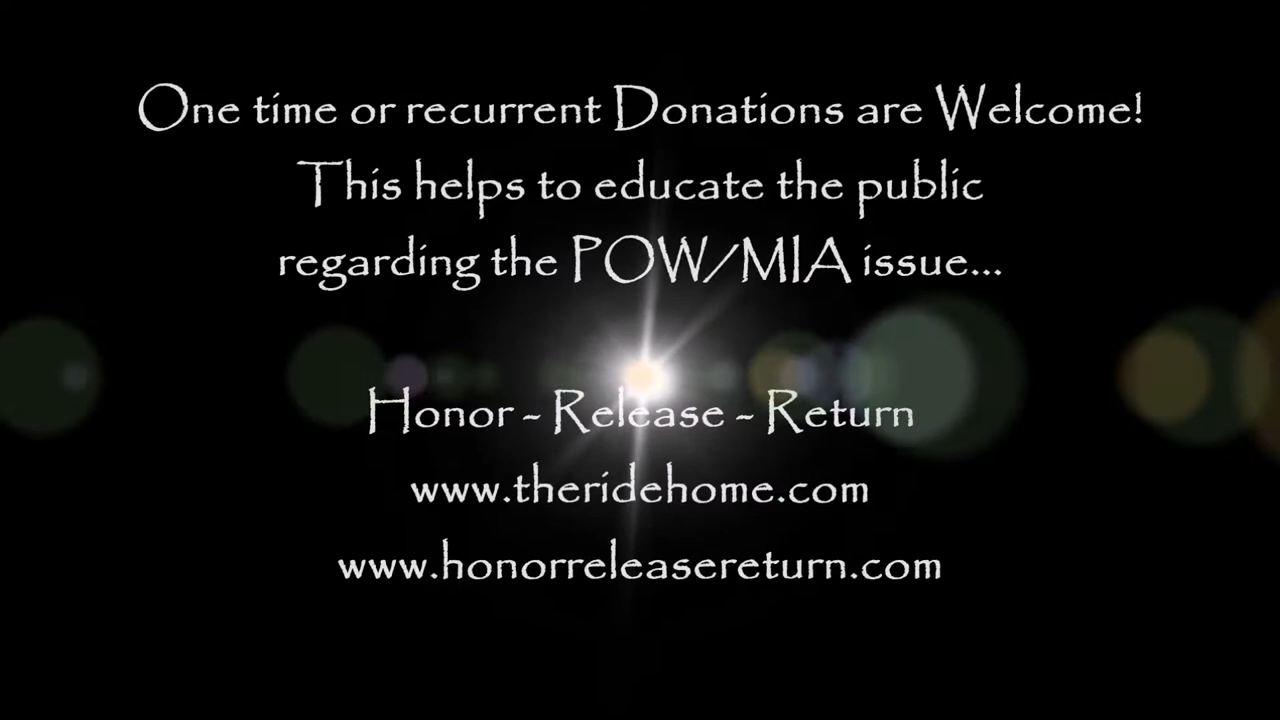 One time or recurrent Donations are Welcome!
This helps to educate the public
regarding the POW/MIA issue...
Honor - Release - Return
www.theridehome.com
www.honorreleasereturn.com